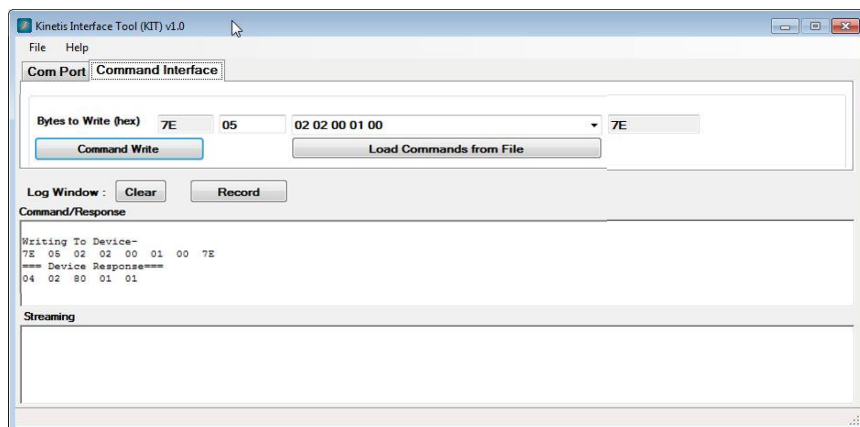 Kinetis Interface Tool (KIT) v1.0
File Help
Com Port Command Interface
Bytes to Write (hex) 7E 05 02 02 00 01 00 7E
Command Write Load Commands from File
Log Window : Clear Record
Command/Response
Writing To Device-
7E 05 02 02 00 01 00 7E
=== Device Response===
04 02 80 01 01
Streaming